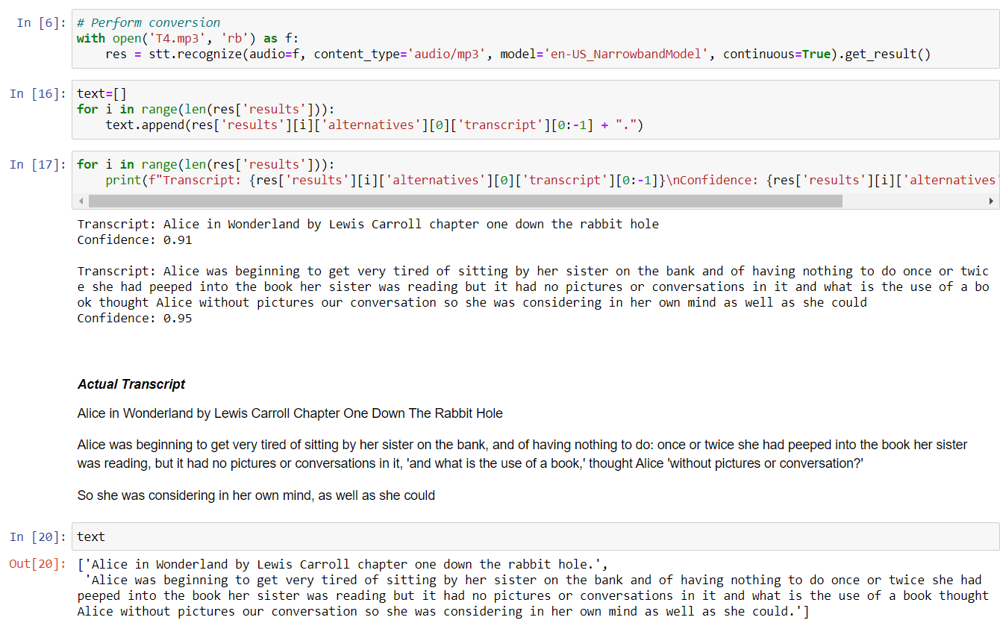 In [6]: # Perform conversion
with open('T4.mp3', 'rb') as f:
    res = stt.recognize(audio=f, content_type='audio/mp3', model='en-US_NarrowbandModel', continuous=True).get_result()
In [16]: text=[]
for i in range(len(res['results'])):
    text.append(res['results'][i]['alternatives'][0]['transcript'][0:-1] + ".")
In [17]: for i in range(len(res['results'])):
    print(f"Transcript: {res['results'][i]['alternatives'][0]['transcript'][0:-1]}\nConfidence: {res['results'][i]['alternatives'
Transcript: Alice in Wonderland by Lewis Carroll chapter one down the rabbit hole
Confidence: 0.91
Transcript: Alice was beginning to get very tired of sitting by her sister on the bank and of having nothing to do once or twic
e she had peeped into the book her sister was reading but it had no pictures or conversations in it and what is the use of a bo
ok thought Alice without pictures our conversation so she was considering in her own mind as well as she could
Confidence: 0.95
Actual Transcript
Alice in Wonderland by Lewis Carroll Chapter One Down The Rabbit Hole
Alice was beginning to get very tired of sitting by her sister on the bank, and of having nothing to do: once or twice she had peeped into the book her sister
was reading, but it had no pictures or conversations in it, 'and what is the use of a book,' thought Alice 'without pictures or conversation?'
So she was considering in her own mind, as well as she could
In [20]: text
Out[20]: ['Alice in Wonderland by Lewis Carroll chapter one down the rabbit hole.',
 'Alice was beginning to get very tired of sitting by her sister on the bank and of having nothing to do once or twice she had
peeped into the book her sister was reading but it had no pictures or conversations in it and what is the use of a book thought
Alice without pictures our conversation so she was considering in her own mind as well as she could.']